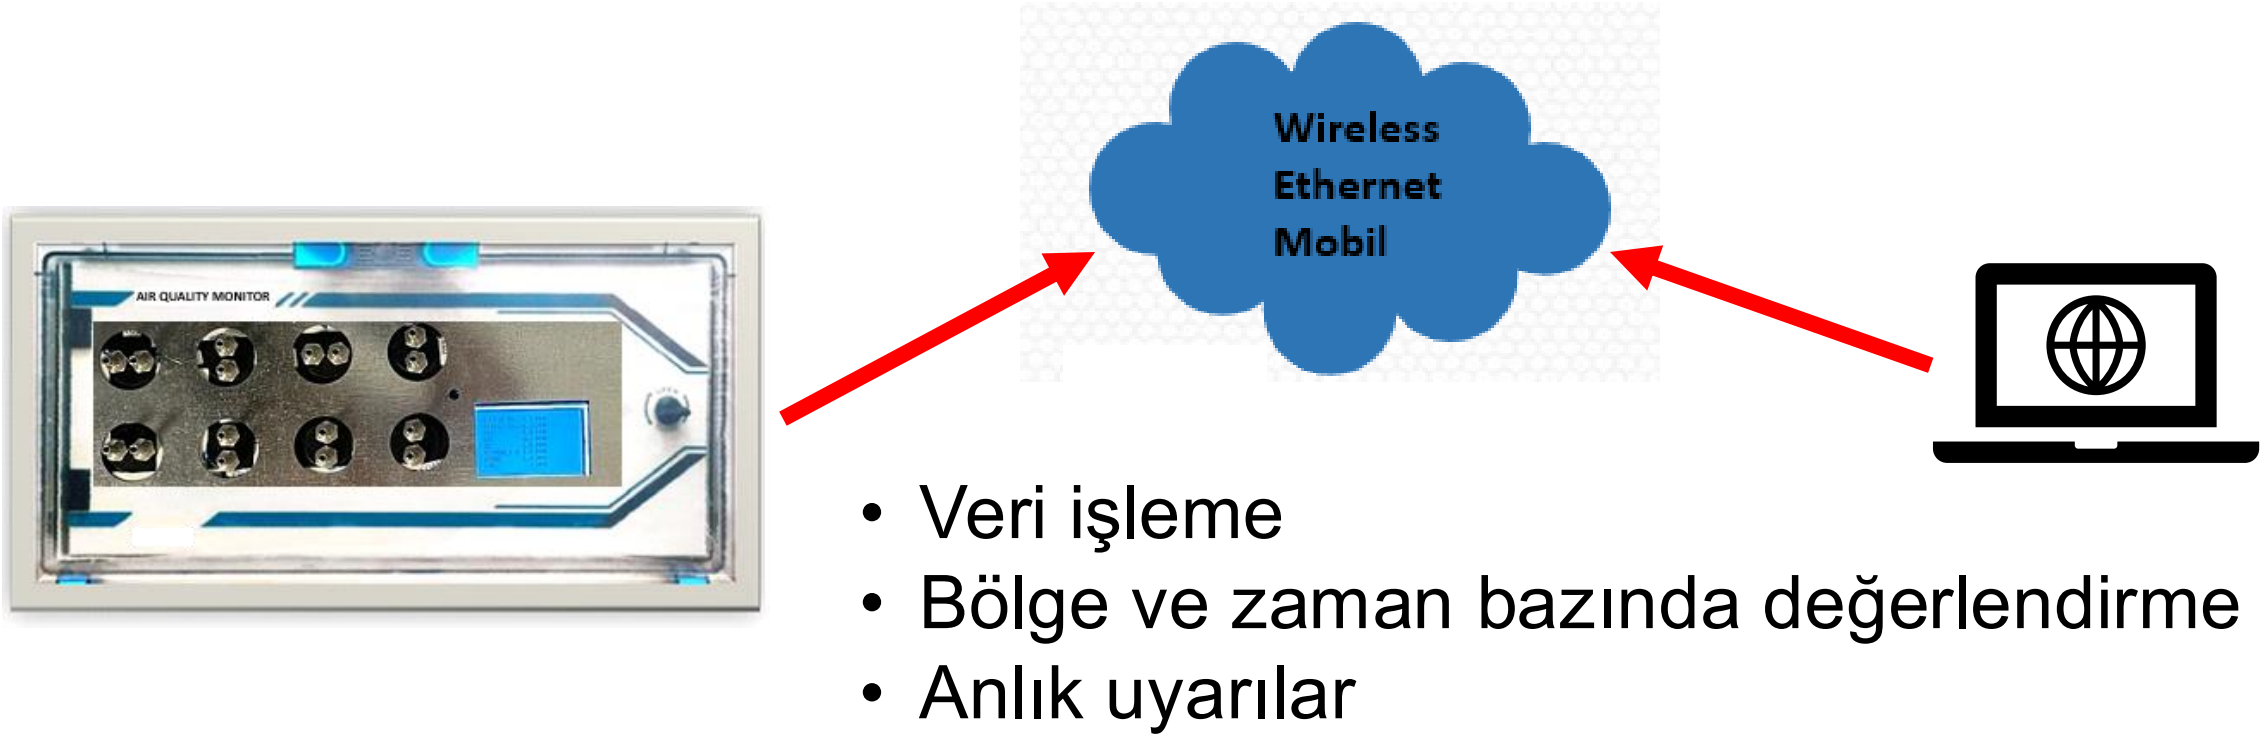 Wireless
Ethernet
Mobil
AIR QUALITY MONITOR
• Veri işleme
• Bölge ve zaman bazında değerlendirme
• Anlık uyarılar